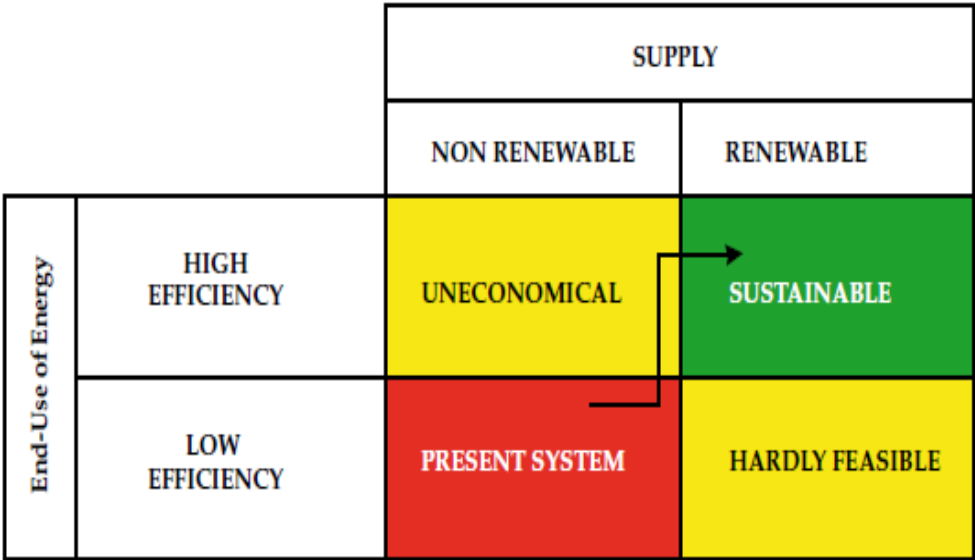 SUPPLY
NON RENEWABLE
RENEWABLE
End-Use of Energy
HIGH
EFFICIENCY
UNECONOMICAL
SUSTAINABLE
LOW
EFFICIENCY
PRESENT SYSTEM
HARDLY FEASIBLE